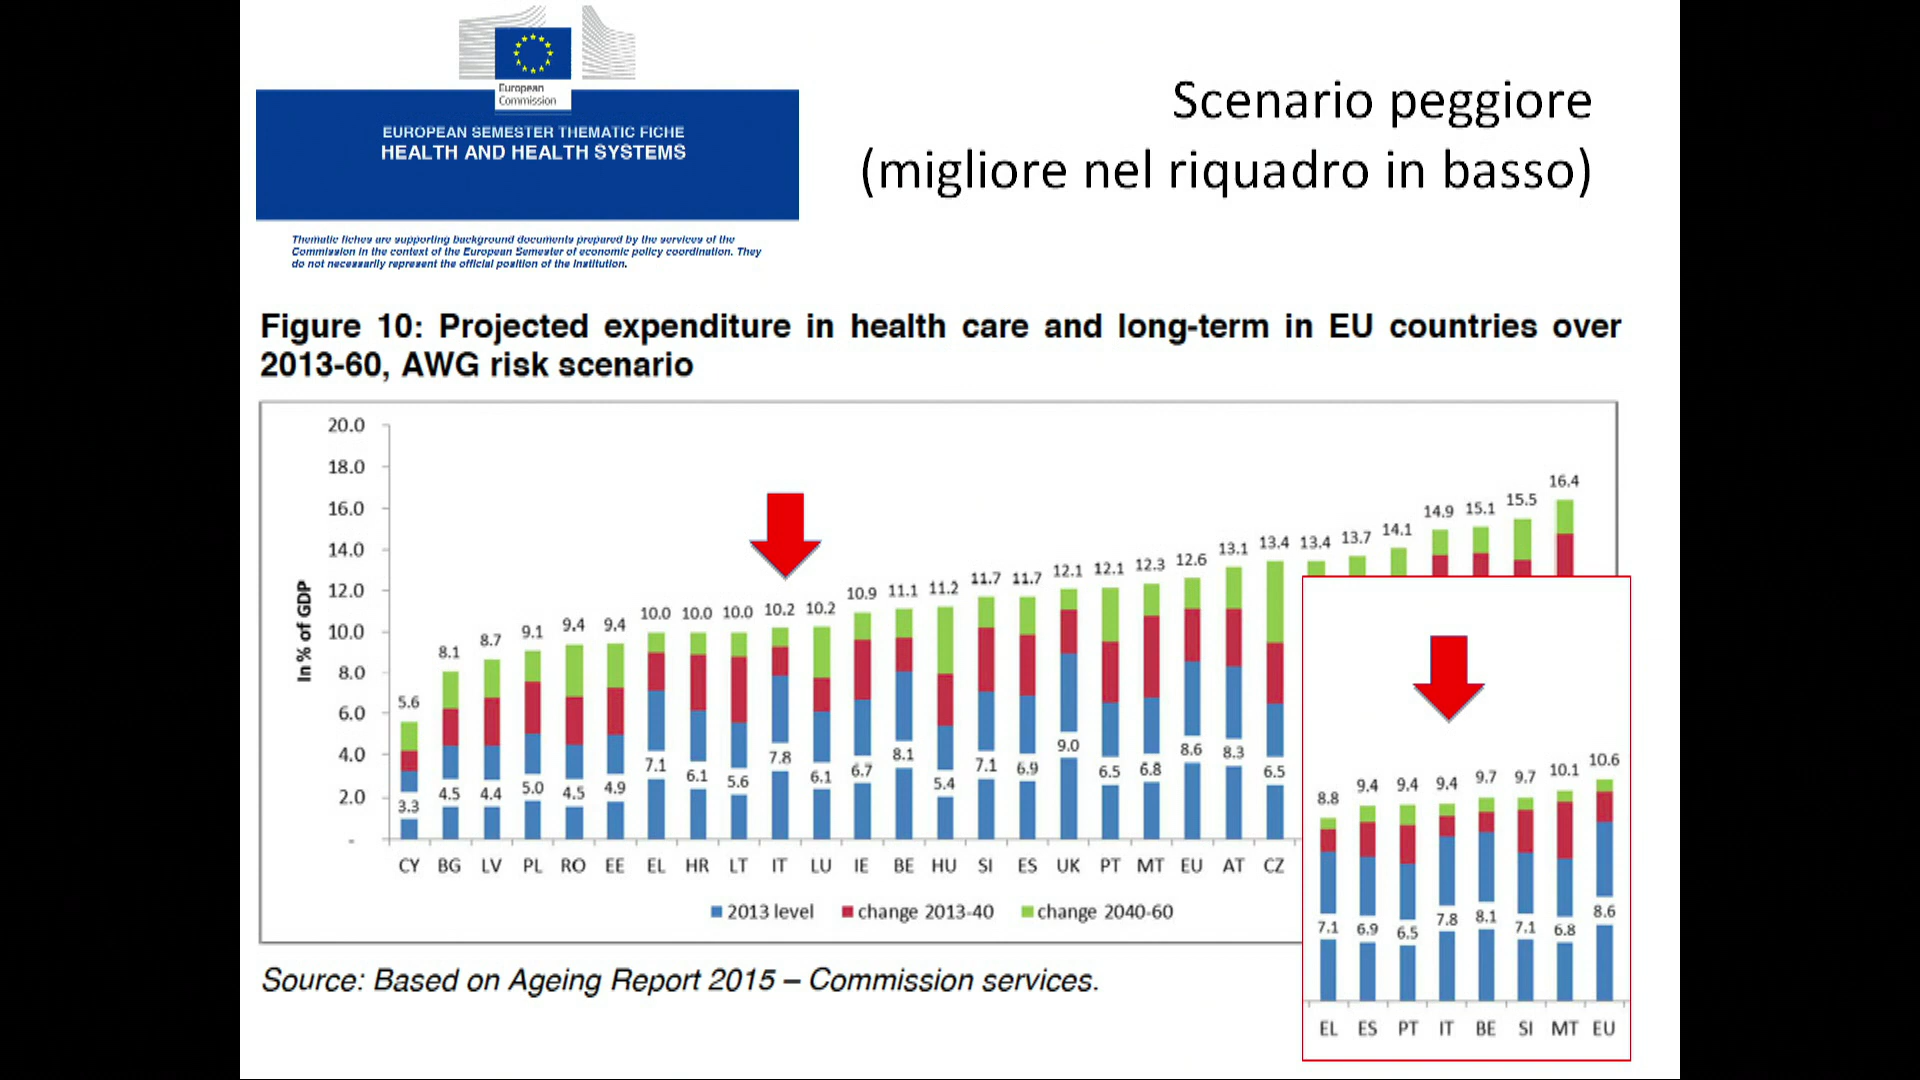 European
Commission
EUROPEAN SEMESTER THEMATIC FICHE
HEALTH AND HEALTH SYSTEMS
Thematic fiches are supporting background documents prepared by the services of the
Commission in the context of the European Semester of economic policy coordination. They
do not necessarily represent the official position of the Institution.
Scenario peggiore
(migliore nel riquadro in basso)
Figure 10: Projected expenditure in health care and long-term in EU countries over
2013-60, AWG risk scenario
In % of GDP
20.0
18.0
16.0
14.0
12.0
10.0
8.0
6.0
4.0
2.0
-
5.6 8.1 8.7 9.1 9.4 9.4 10.0 10.0 10.0 10.2 10.2 10.9 11.1 11.2 11.7 11.7 12.1 12.1 12.3 12.6 13.1 13.4 13.4 13.7 14.1 14.9 15.1 15.5 16.4
3.3 4.5 4.4 5.0 4.5 4.9 7.1 6.1 5.6 7.8 6.1 6.7 8.1 5.4 7.1 6.9 9.0 6.5 6.8 8.6 8.3 6.5
CY BG LV PL RO EE EL HR LT IT LU IE BE HU SI ES UK PT MT EU AT CZ
2013 level change 2013-40 change 2040-60
8.8 9.4 9.4 9.4 9.7 9.7 10.1 10.6
7.1 6.9 6.5 7.8 8.1 7.1 6.8 8.6
EL ES PT IT BE SI MT EU
Source: Based on Ageing Report 2015 – Commission services.